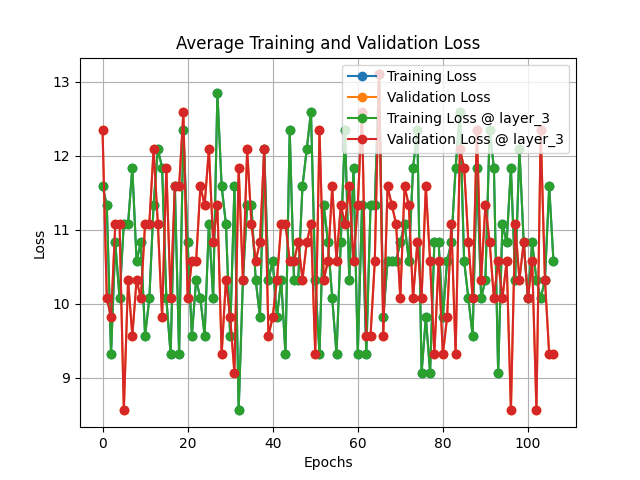 Average Training and Validation Loss
Training Loss
Validation Loss
Training Loss @ layer_3
Validation Loss @ layer_3
Loss
13
12
11
10
9
0 20 40 60 80 100
Epochs